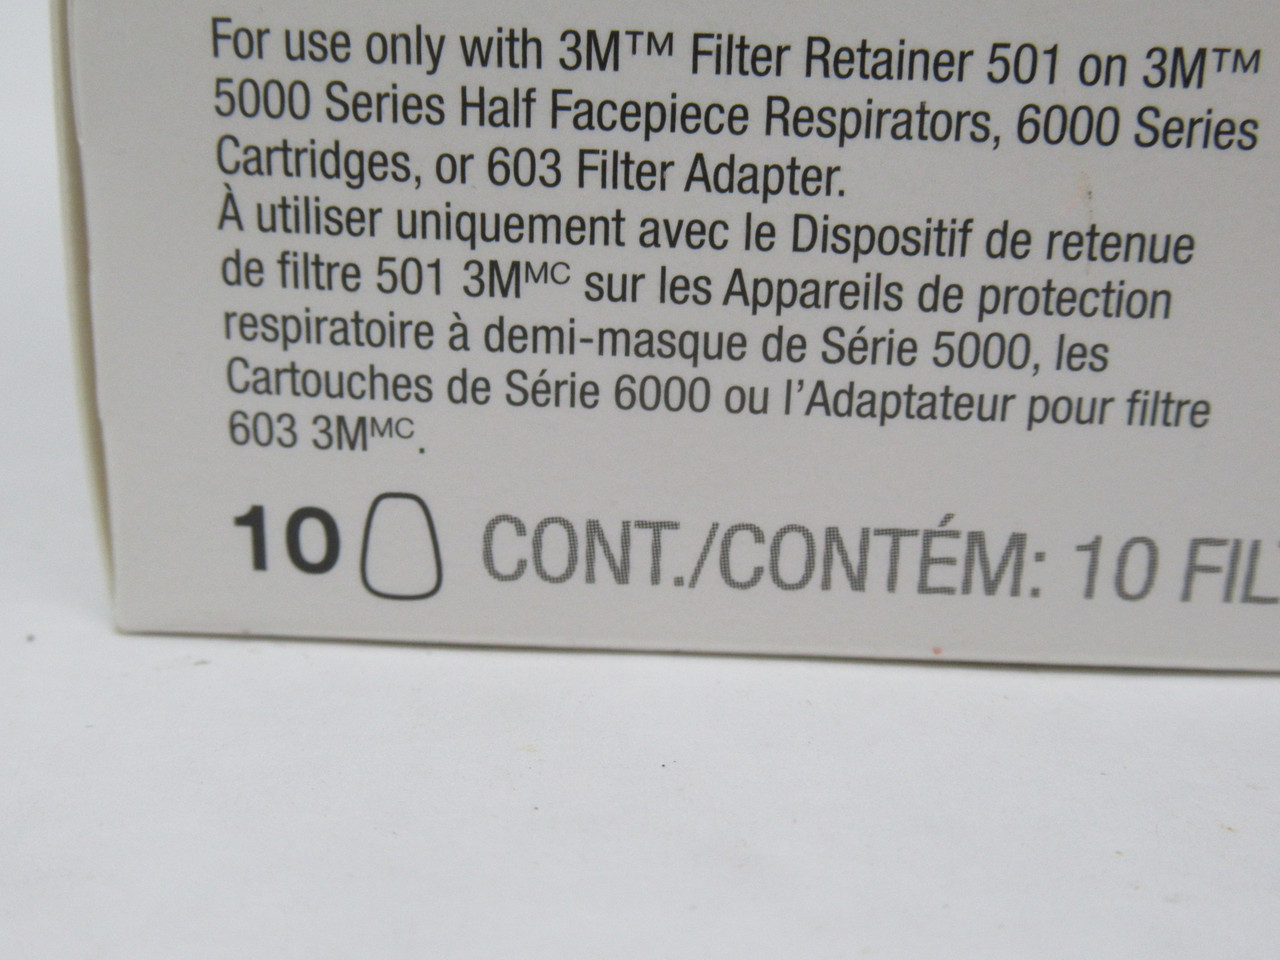 For use only with 3M™ Filter Retainer 501 on 3M™
5000 Series Half Facepiece Respirators, 6000 Series
Cartridges, or 603 Filter Adapter.
À utiliser uniquement avec le Dispositif de retenue
de filtre 501 3Mᴹᶜ sur les Appareils de protection
respiratoire à demi-masque de Série 5000, les
Cartouches de Série 6000 ou l'Adaptateur pour filtre
603 3Mᴹᶜ.
10 CONT./CONTÉM: 10